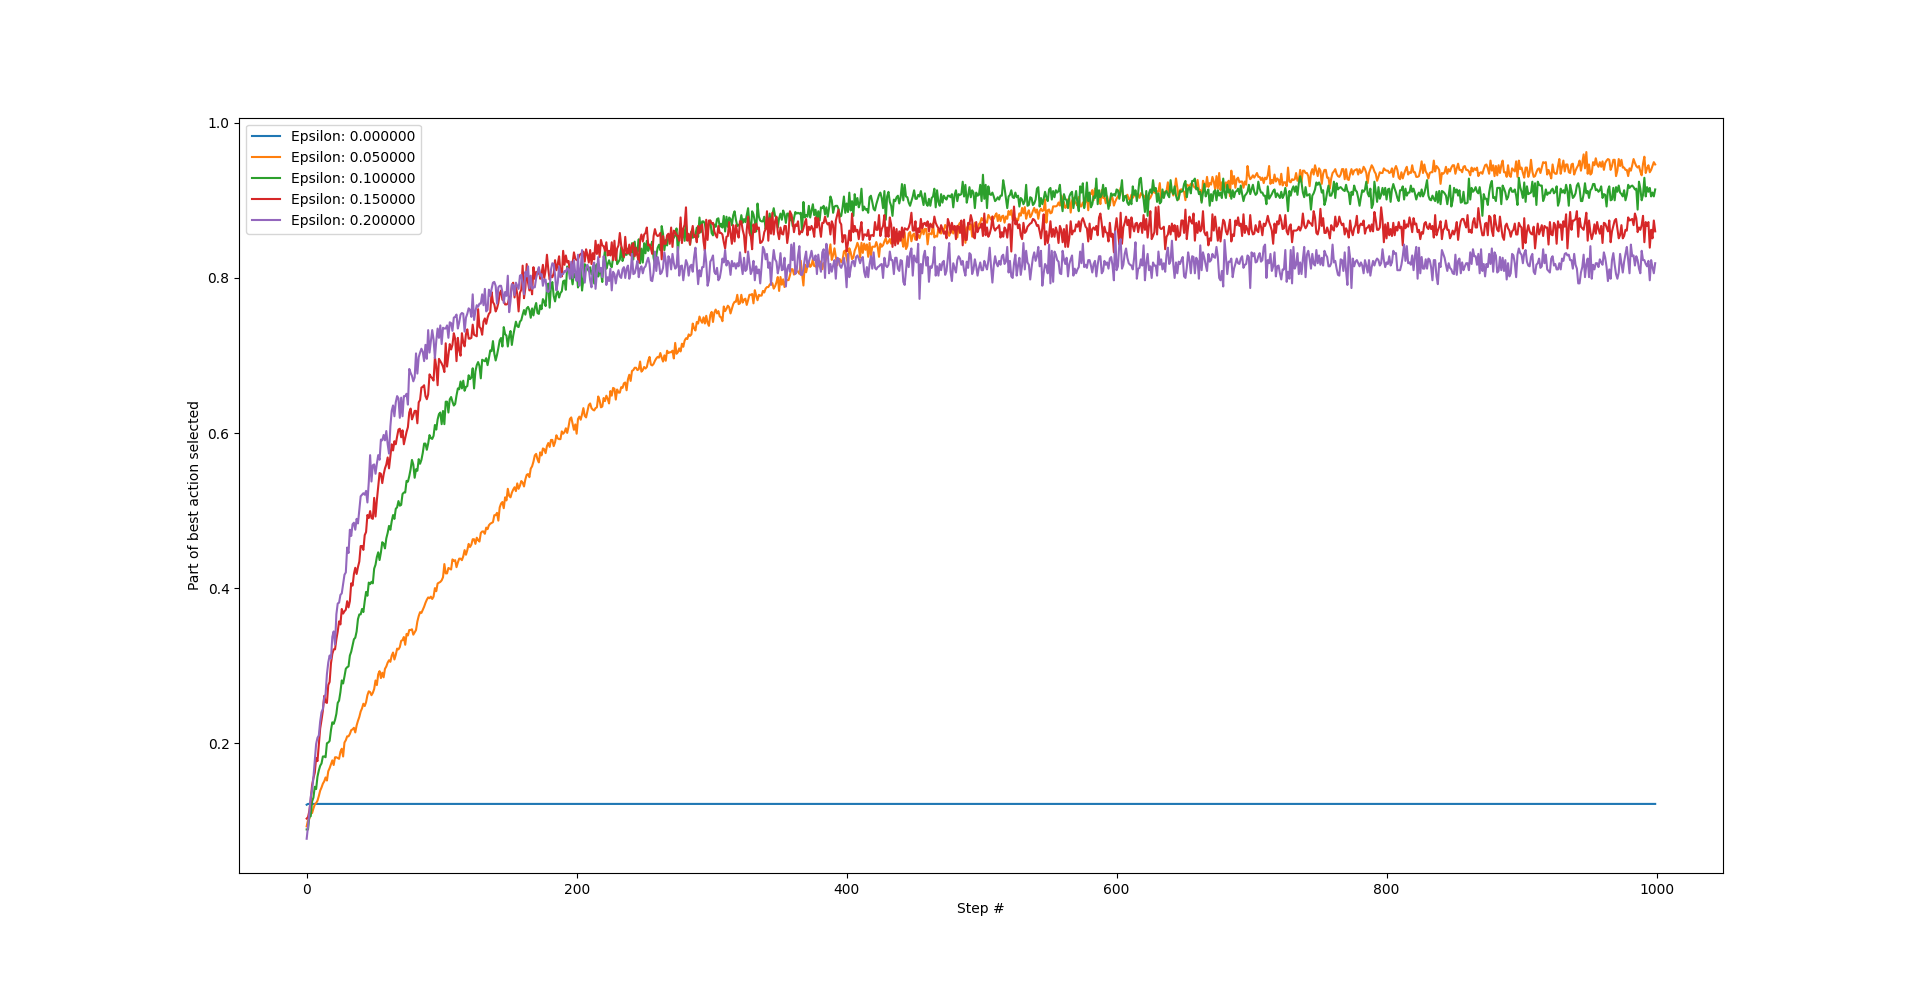 1.0
0.8
0.6
0.4
0.2
Part of best action selected
Epsilon: 0.000000
Epsilon: 0.050000
Epsilon: 0.100000
Epsilon: 0.150000
Epsilon: 0.200000
0 200 400 600 800 1000
Step #